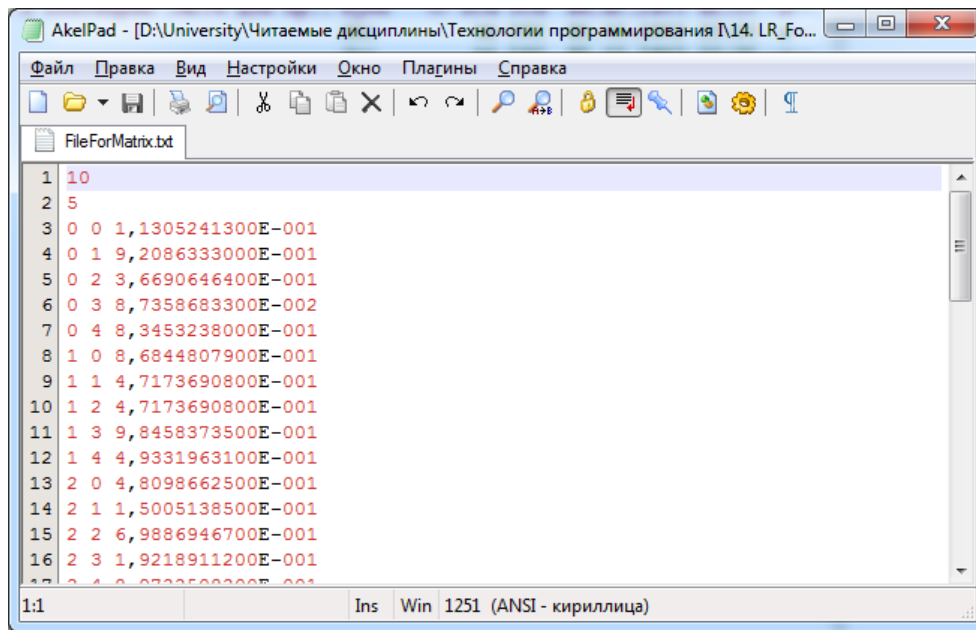 AkelPad - [D:\University\Читаемые дисциплины\Технологии программирования I\14. LR_Fo...
Файл Правка Вид Настройки Окно Плагины Справка
FileForMatrix.txt
1 10
2 5
3 0 0 1,1305241300E-001
4 0 1 9,2086333000E-001
5 0 2 3,6690646400E-001
6 0 3 8,7358683300E-002
7 0 4 8,3453238000E-001
8 1 0 8,6844807900E-001
9 1 1 4,7173690800E-001
10 1 2 4,7173690800E-001
11 1 3 9,8458373500E-001
12 1 4 4,9331963100E-001
13 2 0 4,8098662500E-001
14 2 1 1,5005138500E-001
15 2 2 6,9886946700E-001
16 2 3 1,9218911200E-001
1:1 Ins Win 1251 (ANSI - кириллица)